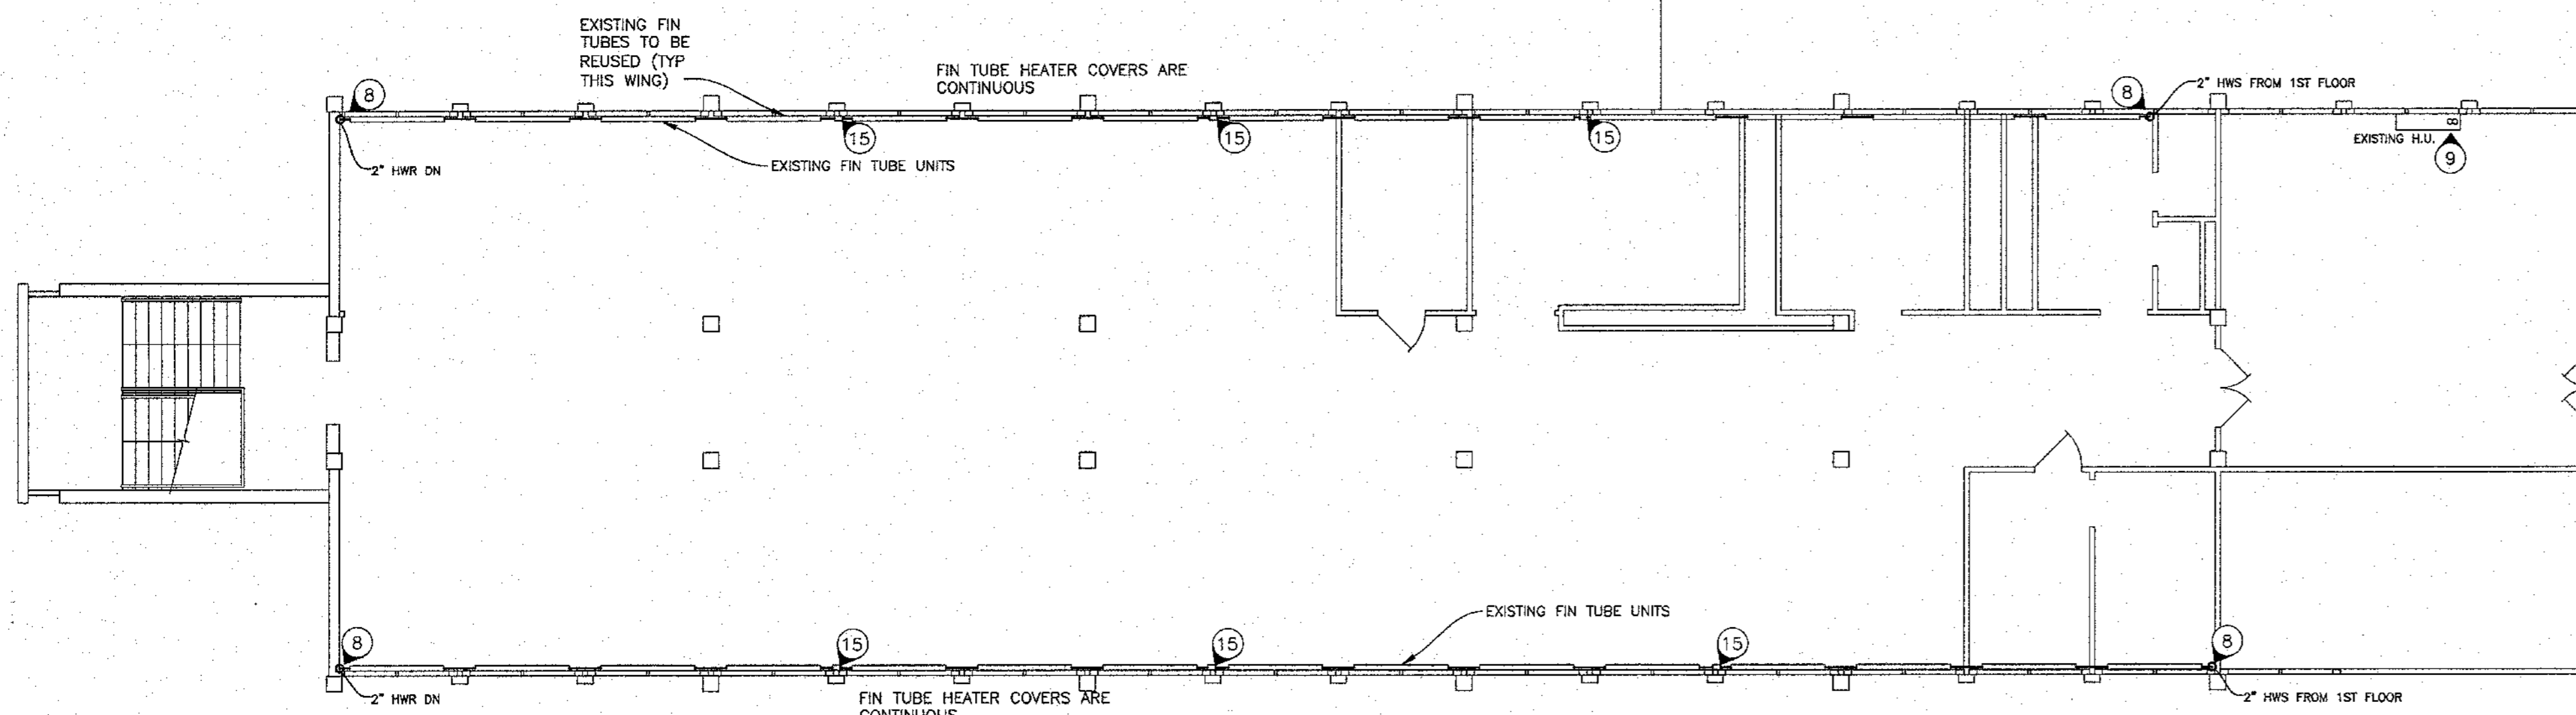 EXISTING FIN
TUBES TO BE
REUSED (TYP
THIS WING)
FIN TUBE HEATER COVERS ARE
CONTINUOUS
8
8
2" HWS FROM 1ST FLOOR
15
15
15
EXISTING H.U.
8
9
2" HWR DN
EXISTING FIN TUBE UNITS
EXISTING FIN TUBE UNITS
8
15
15
15
8
2" HWR DN
FIN TUBE HEATER COVERS ARE
CONTINUOUS
2" HWS FROM 1ST FLOOR